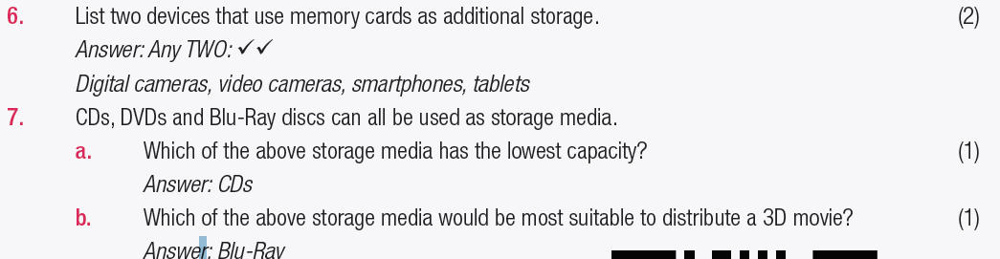 6. List two devices that use memory cards as additional storage. (2)
Answer: Any TWO: ✓✓
Digital cameras, video cameras, smartphones, tablets
7. CDs, DVDs and Blu-Ray discs can all be used as storage media.
a. Which of the above storage media has the lowest capacity? (1)
Answer: CDs
b. Which of the above storage media would be most suitable to distribute a 3D movie? (1)
Answer: Blu-Ray